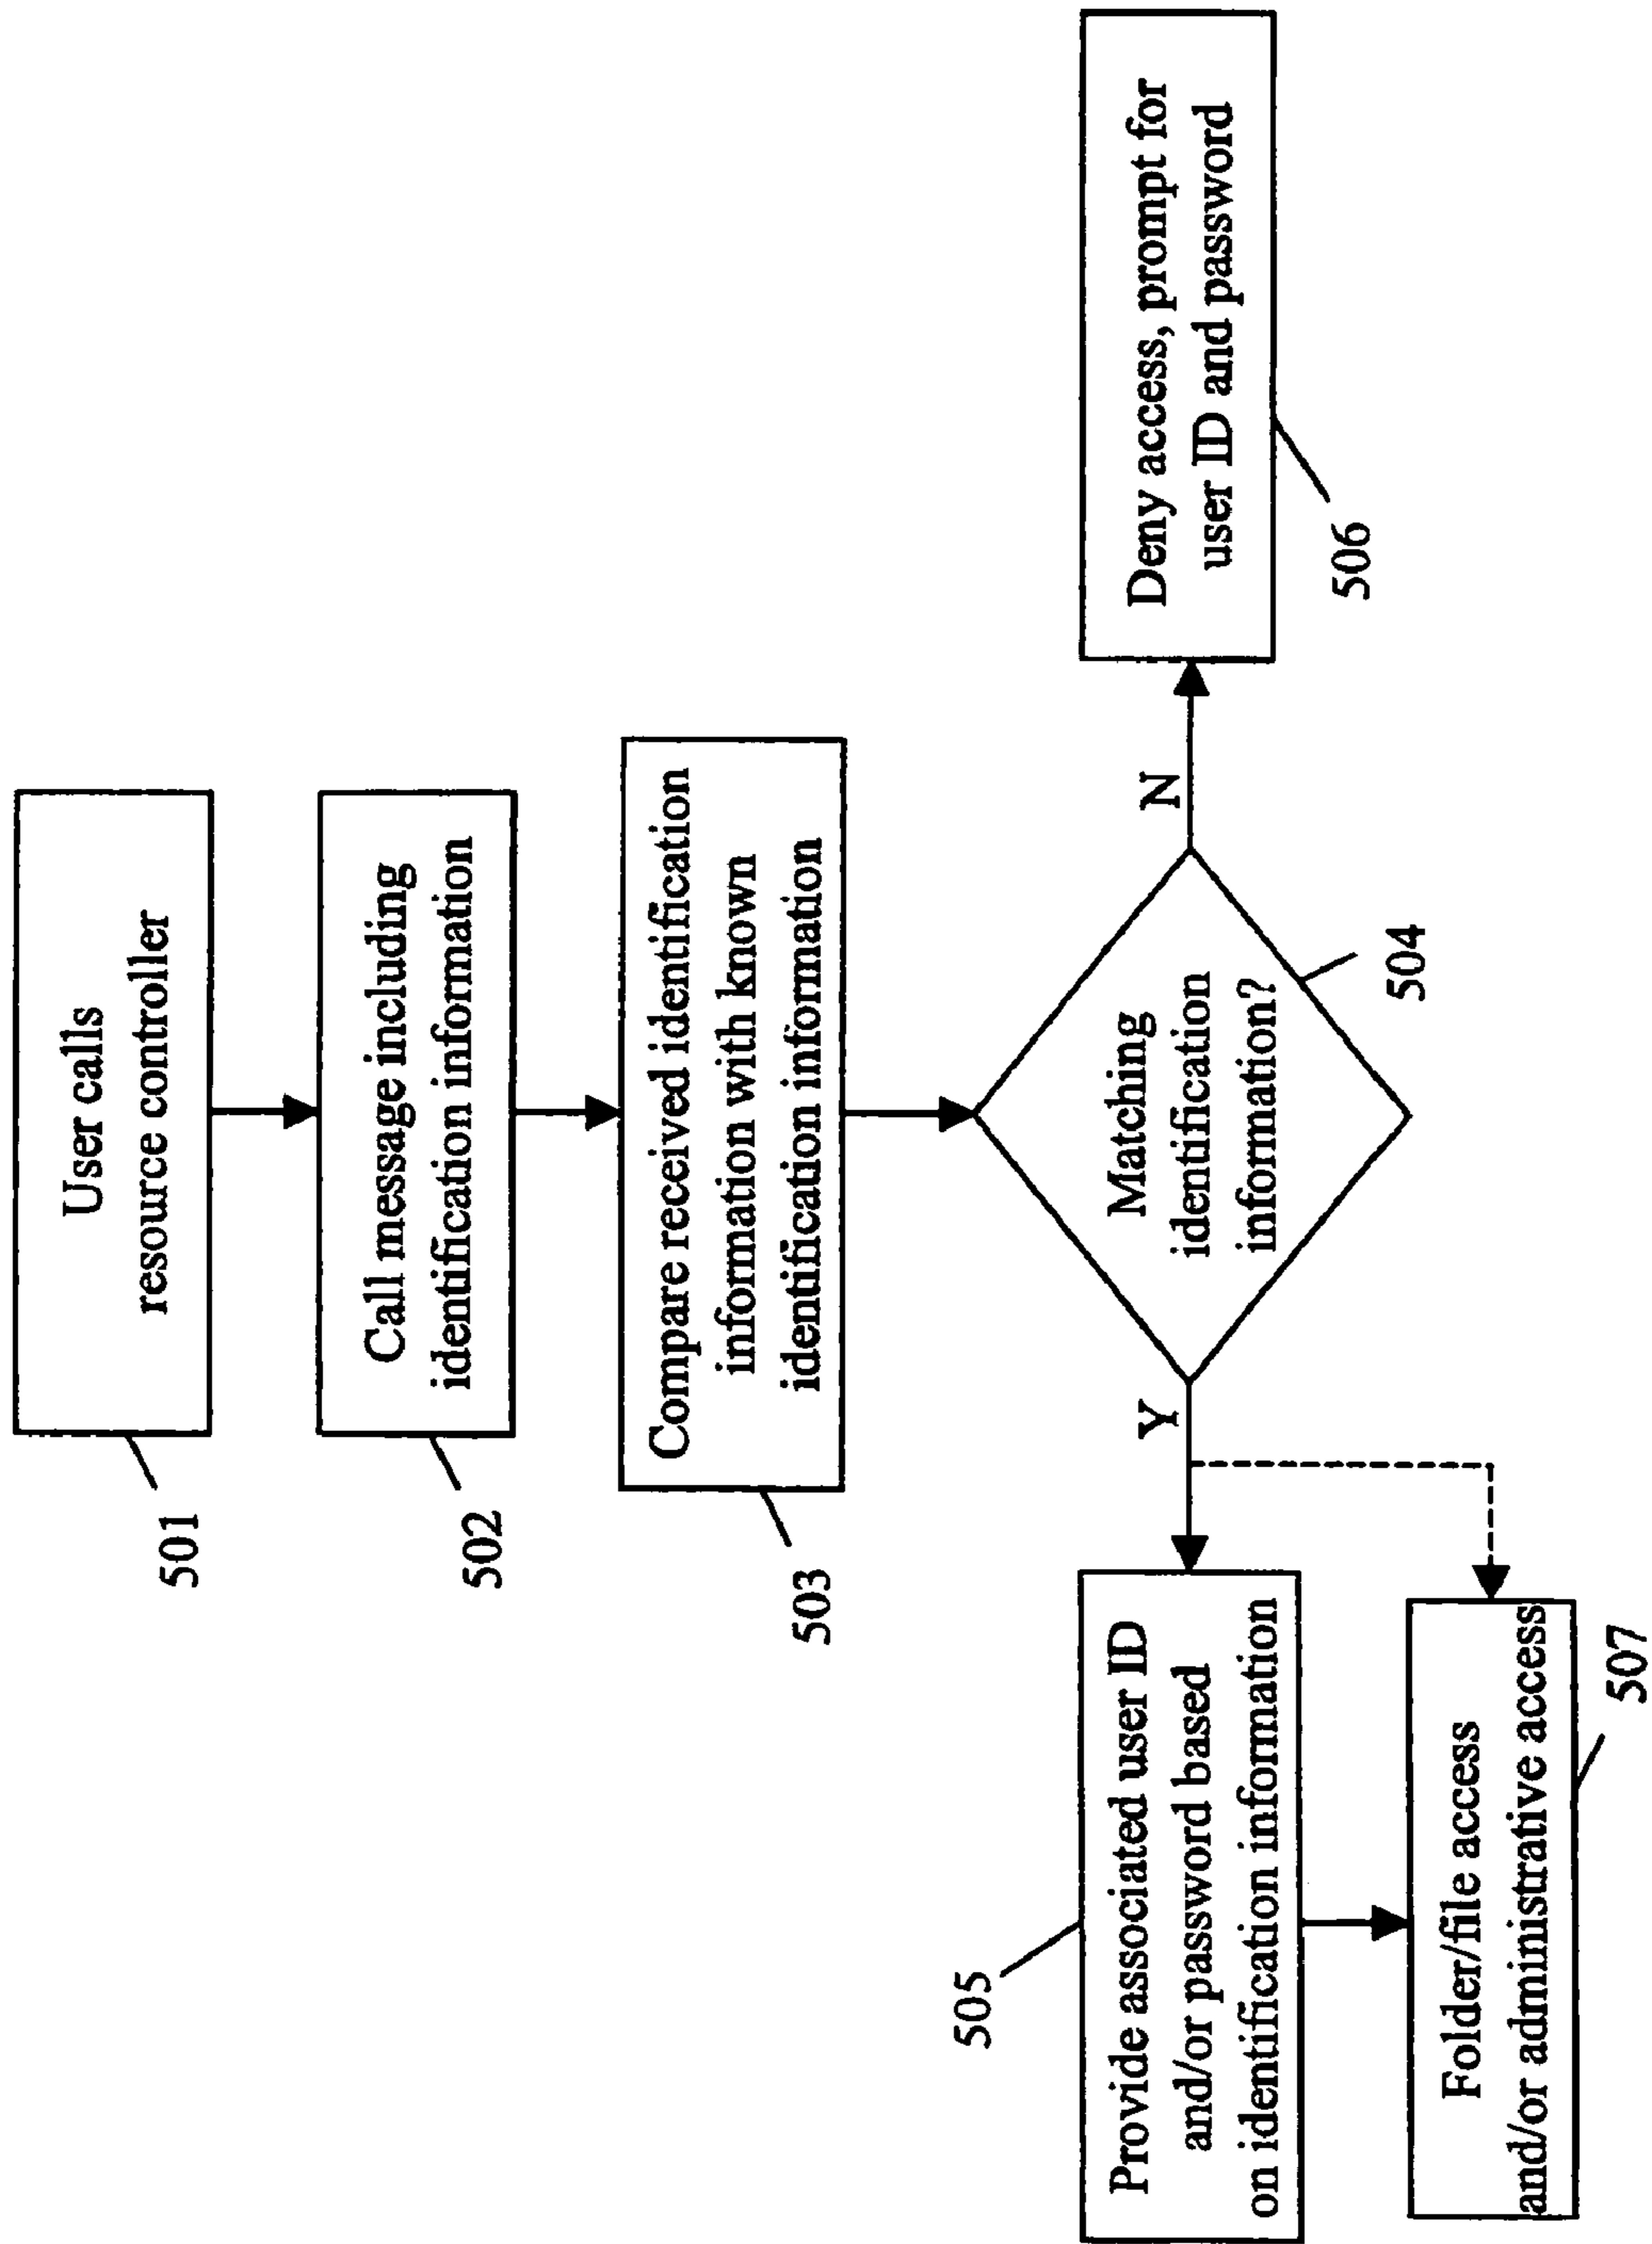 User calls
resource controller
501
Call message including
identification information
502
Compare received identification
information with known
identification information
503
Matching
identification
information?
504
Y
N
Provide associated user ID
and/or password based
on identification information
505
Deny access, prompt for
user ID and password
506
Folder/file access
and/or administrative access
507